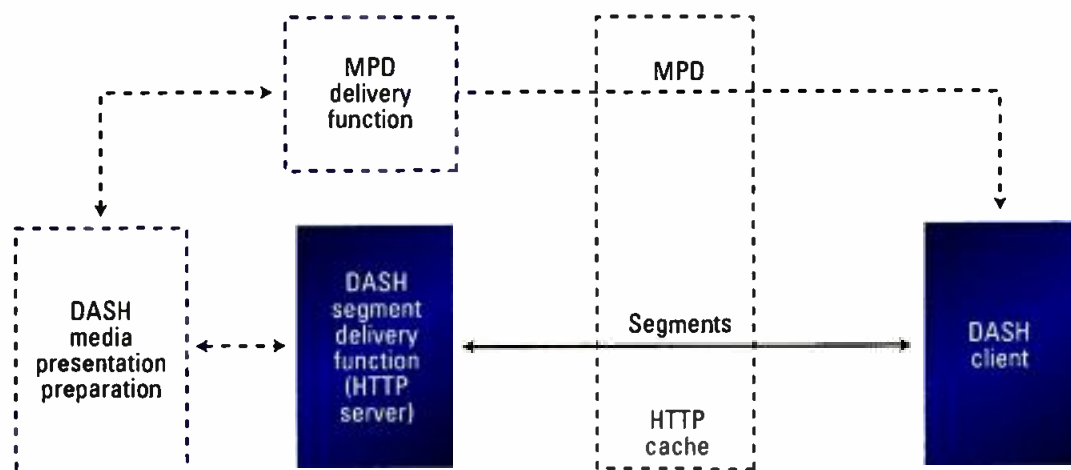 MPD
delivery
function
MPD
DASH
media
presentation
preparation
DASH
segment
delivery
function
(HTTP
server)
Segments
DASH
client
HTTP
cache